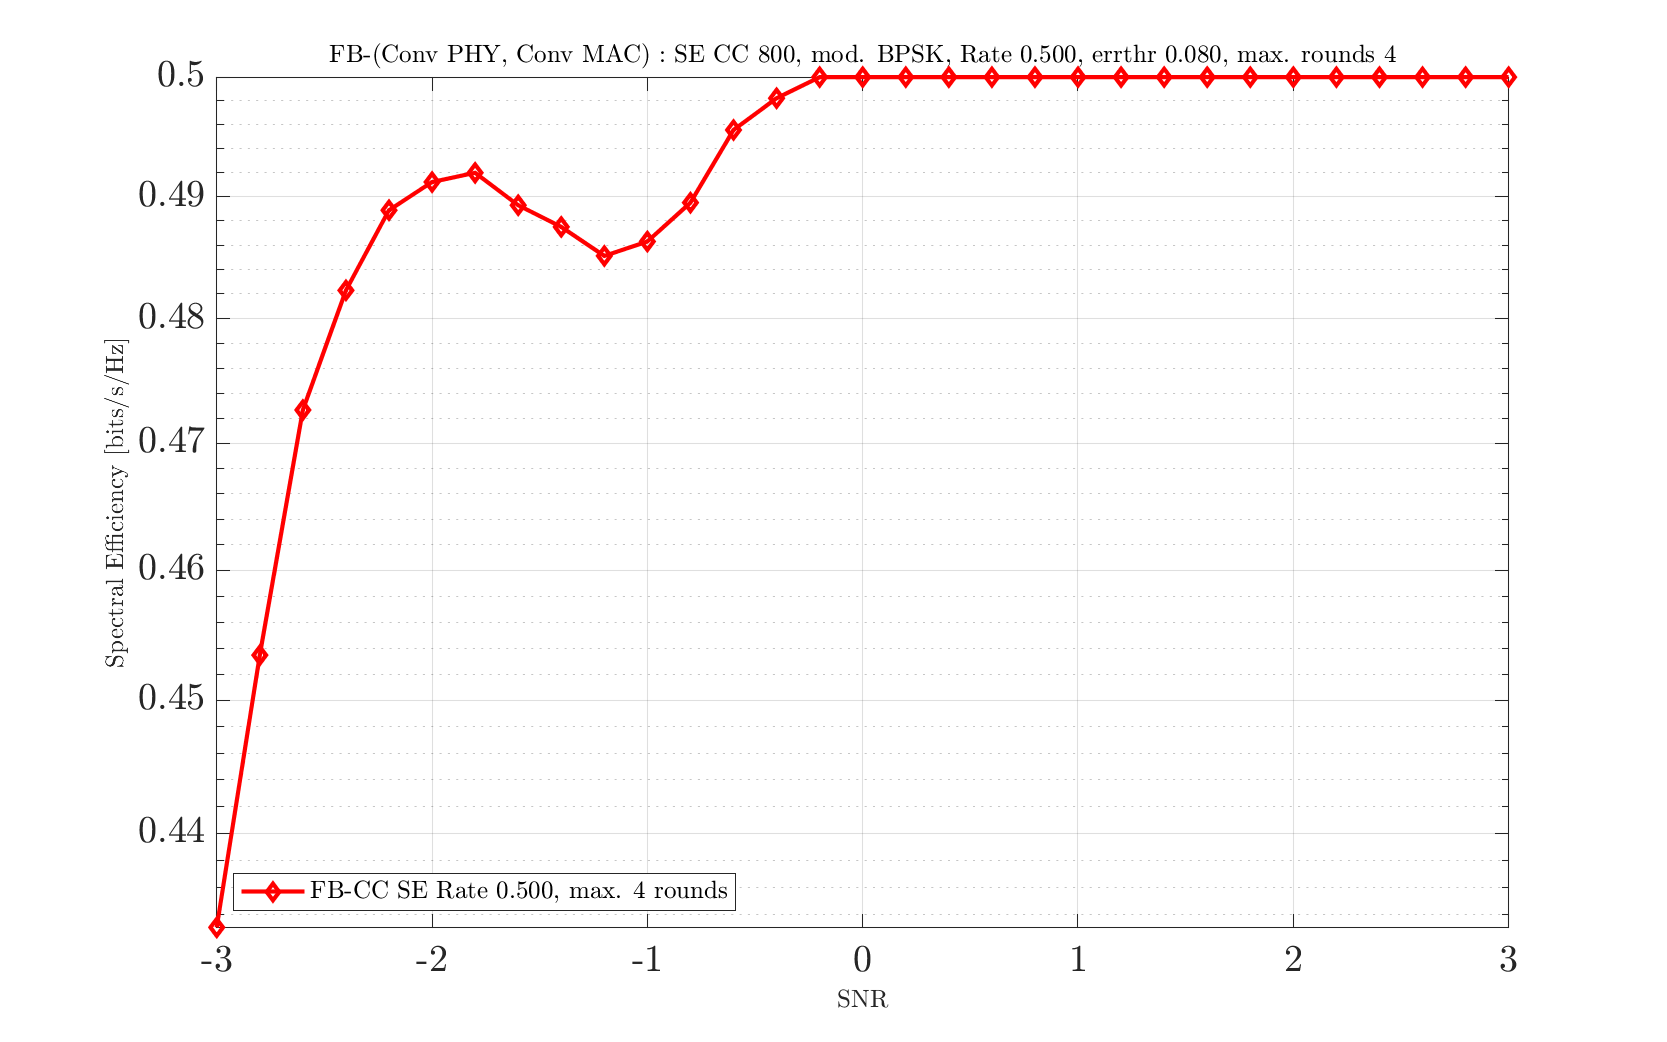 FB-(Conv PHY, Conv MAC) : SE CC 800, mod. BPSK, Rate 0.500, errthr 0.080, max. rounds 4
0.5
0.49
0.48
0.47
0.46
0.45
0.44
Spectral Efficiency [bits/s/Hz]
FB-CC SE Rate 0.500, max. 4 rounds
-3 -2 -1 0 1 2 3
SNR